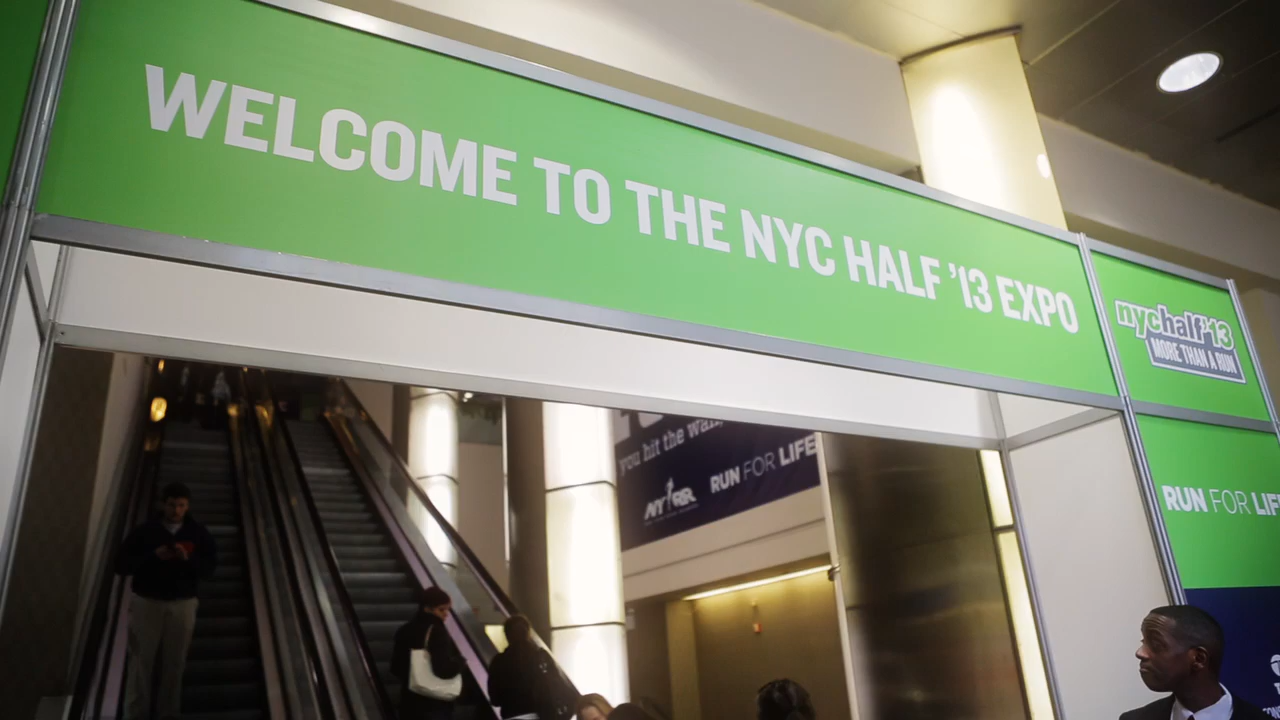 WELCOME TO THE NYC HALF '13 EXPO
nychalf'13
MORE THAN A RUN
RUN FOR LIF
you hit the wall,
RUN FOR LIFE
NYRR